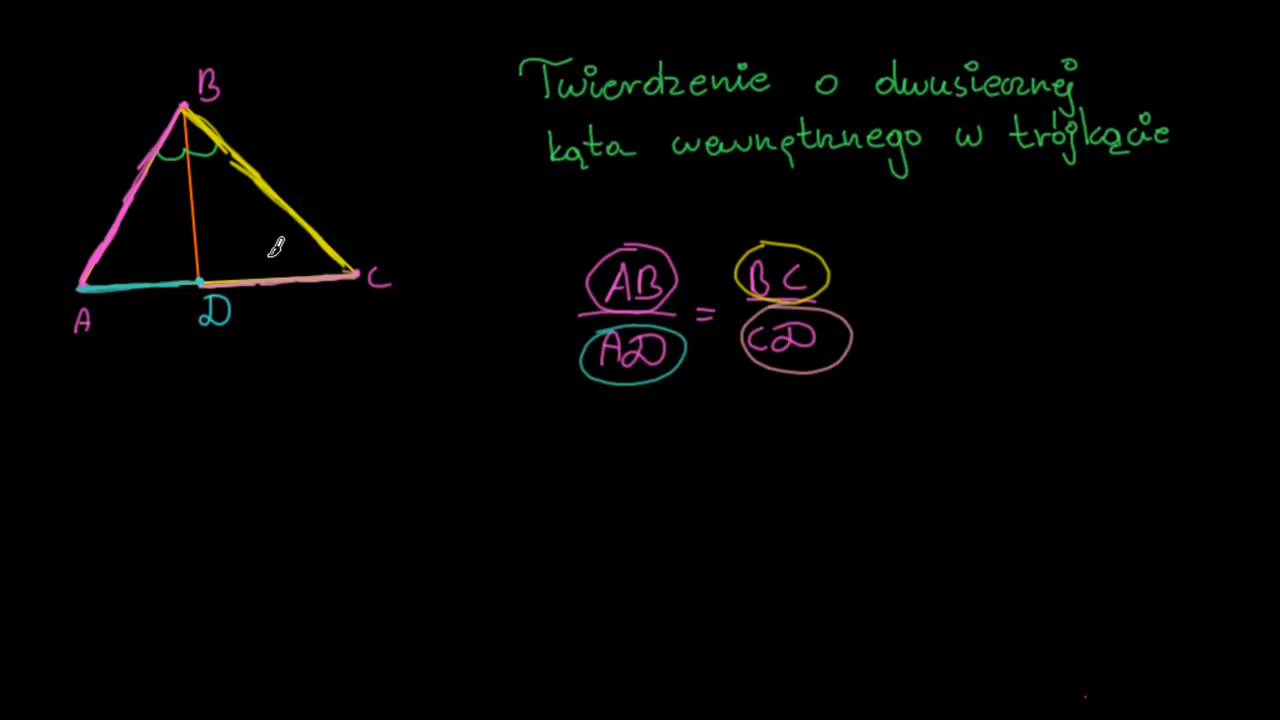 B
Twierdzenie o dwusiecznej
kąta wewnętrznego w trójkącie
A
D
C
AB
AD
=
BC
CD